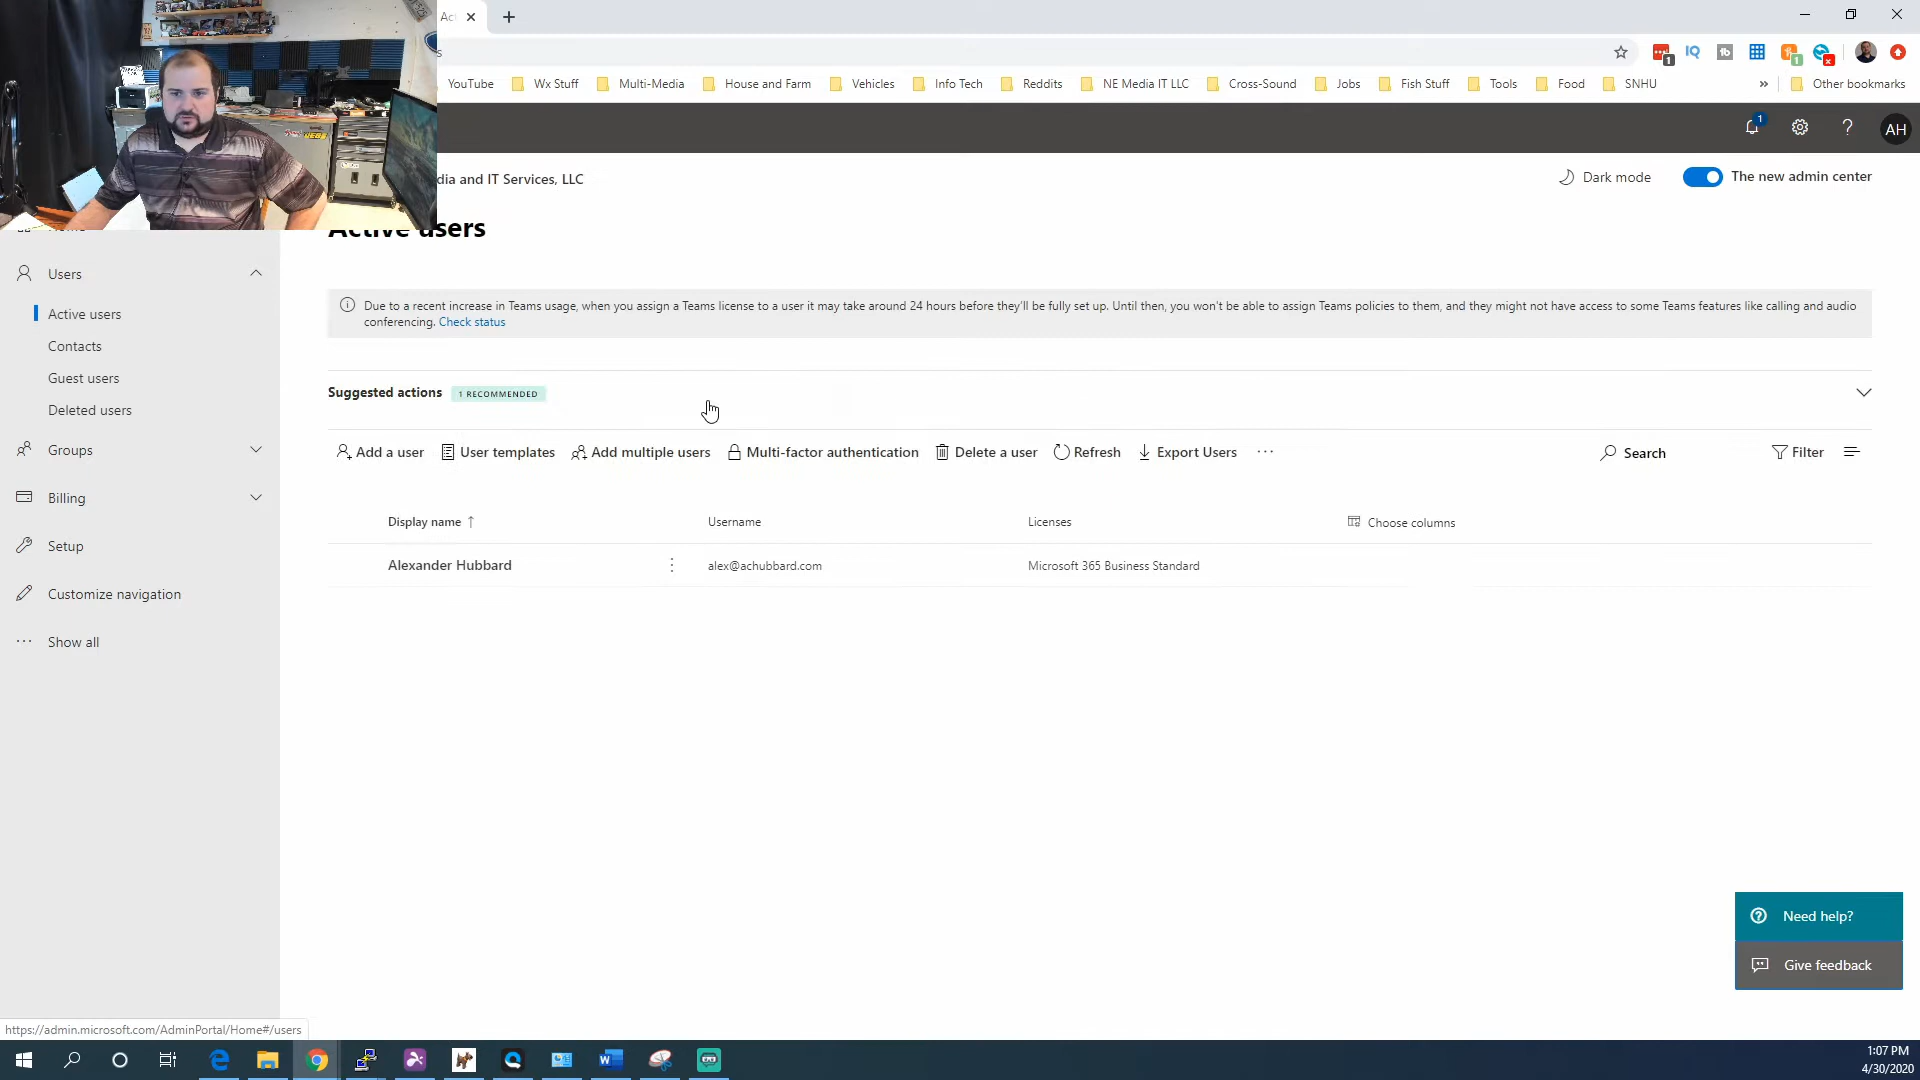 Ac
YouTube Wx Stuff Multi-Media House and Farm Vehicles Info Tech Reddits NE Media IT LLC Cross-Sound Jobs Fish Stuff Tools Food SNHU » Other bookmarks
1 AH
dia and IT Services, LLC Dark mode The new admin center
Active users
Users
Active users
Contacts
Guest users
Deleted users
Groups
Billing
Setup
Customize navigation
Show all
Due to a recent increase in Teams usage, when you assign a Teams license to a user it may take around 24 hours before they'll be fully set up. Until then, you won't be able to assign Teams policies to them, and they might not have access to some Teams features like calling and audio
conferencing. Check status
Suggested actions 1 RECOMMENDED
Add a user User templates Add multiple users Multi-factor authentication Delete a user Refresh Export Users ··· Search Filter
Display name ↑ Username Licenses Choose columns
Alexander Hubbard alex@achubbard.com Microsoft 365 Business Standard
Need help?
Give feedback
https://admin.microsoft.com/AdminPortal/Home#/users
1:07 PM
4/30/2020